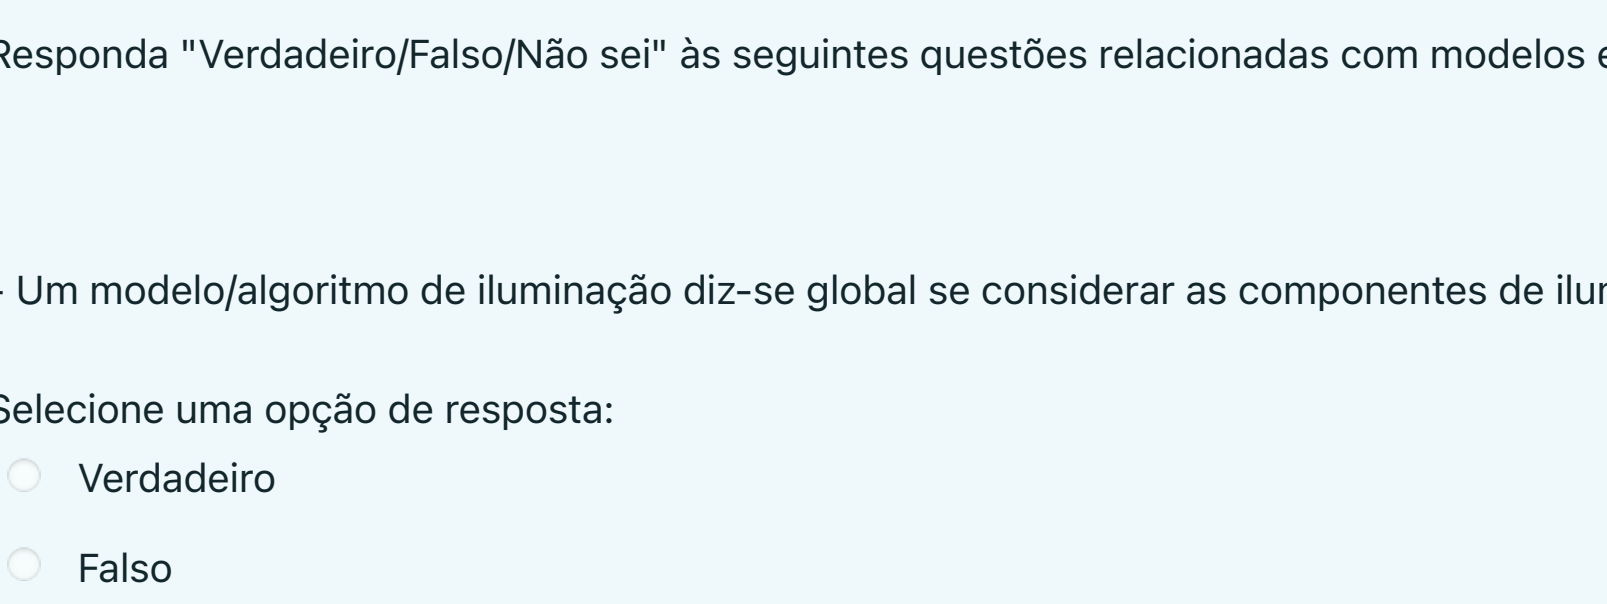 Responda "Verdadeiro/Falso/Não sei" às seguintes questões relacionadas com modelos e
- Um modelo/algoritmo de iluminação diz-se global se considerar as componentes de
Selecione uma opção de resposta:
Verdadeiro
Falso